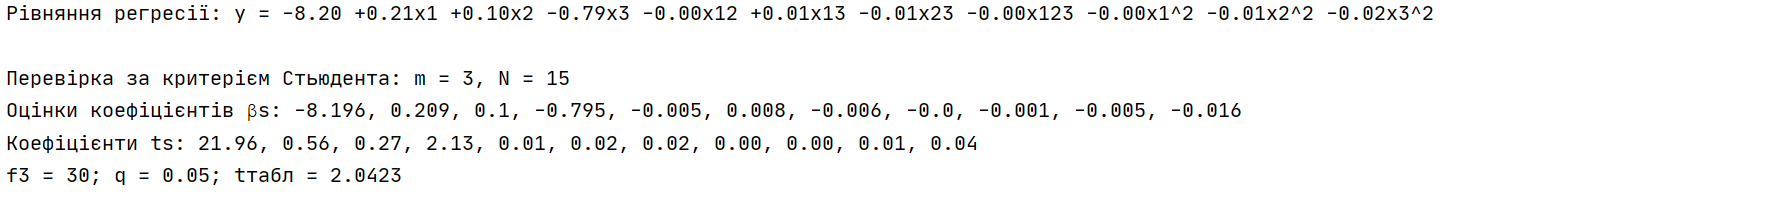 Рівняння регресії: y = -8.20 +0.21x1 +0.10x2 -0.79x3 -0.00x12 +0.01x13 -0.01x23 -0.00x123 -0.00x1^2 -0.01x2^2 -0.02x3^2
Перевірка за критерієм Стьюдента: m = 3, N = 15
Оцінки коефіцієнтів βs: -8.196, 0.209, 0.1, -0.795, -0.005, 0.008, -0.006, -0.0, -0.001, -0.005, -0.016
Коефіцієнти ts: 21.96, 0.56, 0.27, 2.13, 0.01, 0.02, 0.02, 0.00, 0.00, 0.01, 0.04
f3 = 30; q = 0.05; tтабл = 2.0423